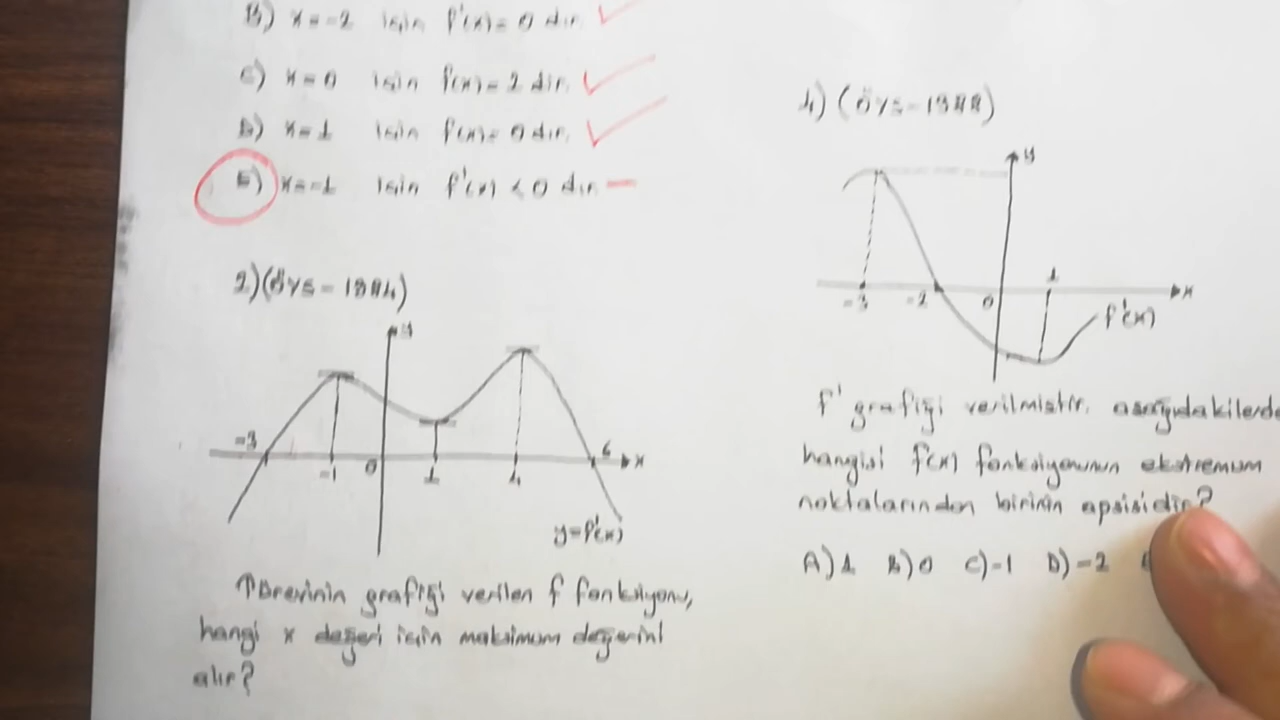 B) x=-2 için f'(x)=0 dır.
C) x=0 için f(x)=2 dir.
D) x=1 için f(x)=0 dır.
E) x=-1 için f'(x)<0 dır
2)(ÖYS-1984)
y
-3
-1
0
1
4
6
x
y=f'(x)
Türevinin grafiği verilen f fonksiyonu,
hangi x değeri için maksimum değerini
alır?
4) (ÖYS-1988)
y
-3
-2
0
1
x
f'(x)
f' grafiği verilmiştir. aşağıdakilerde
hangisi f(x) fonksiyonunun ekstremum
noktalarından birinin apsisidir?
A) 1 B) 0 C) -1 D) -2